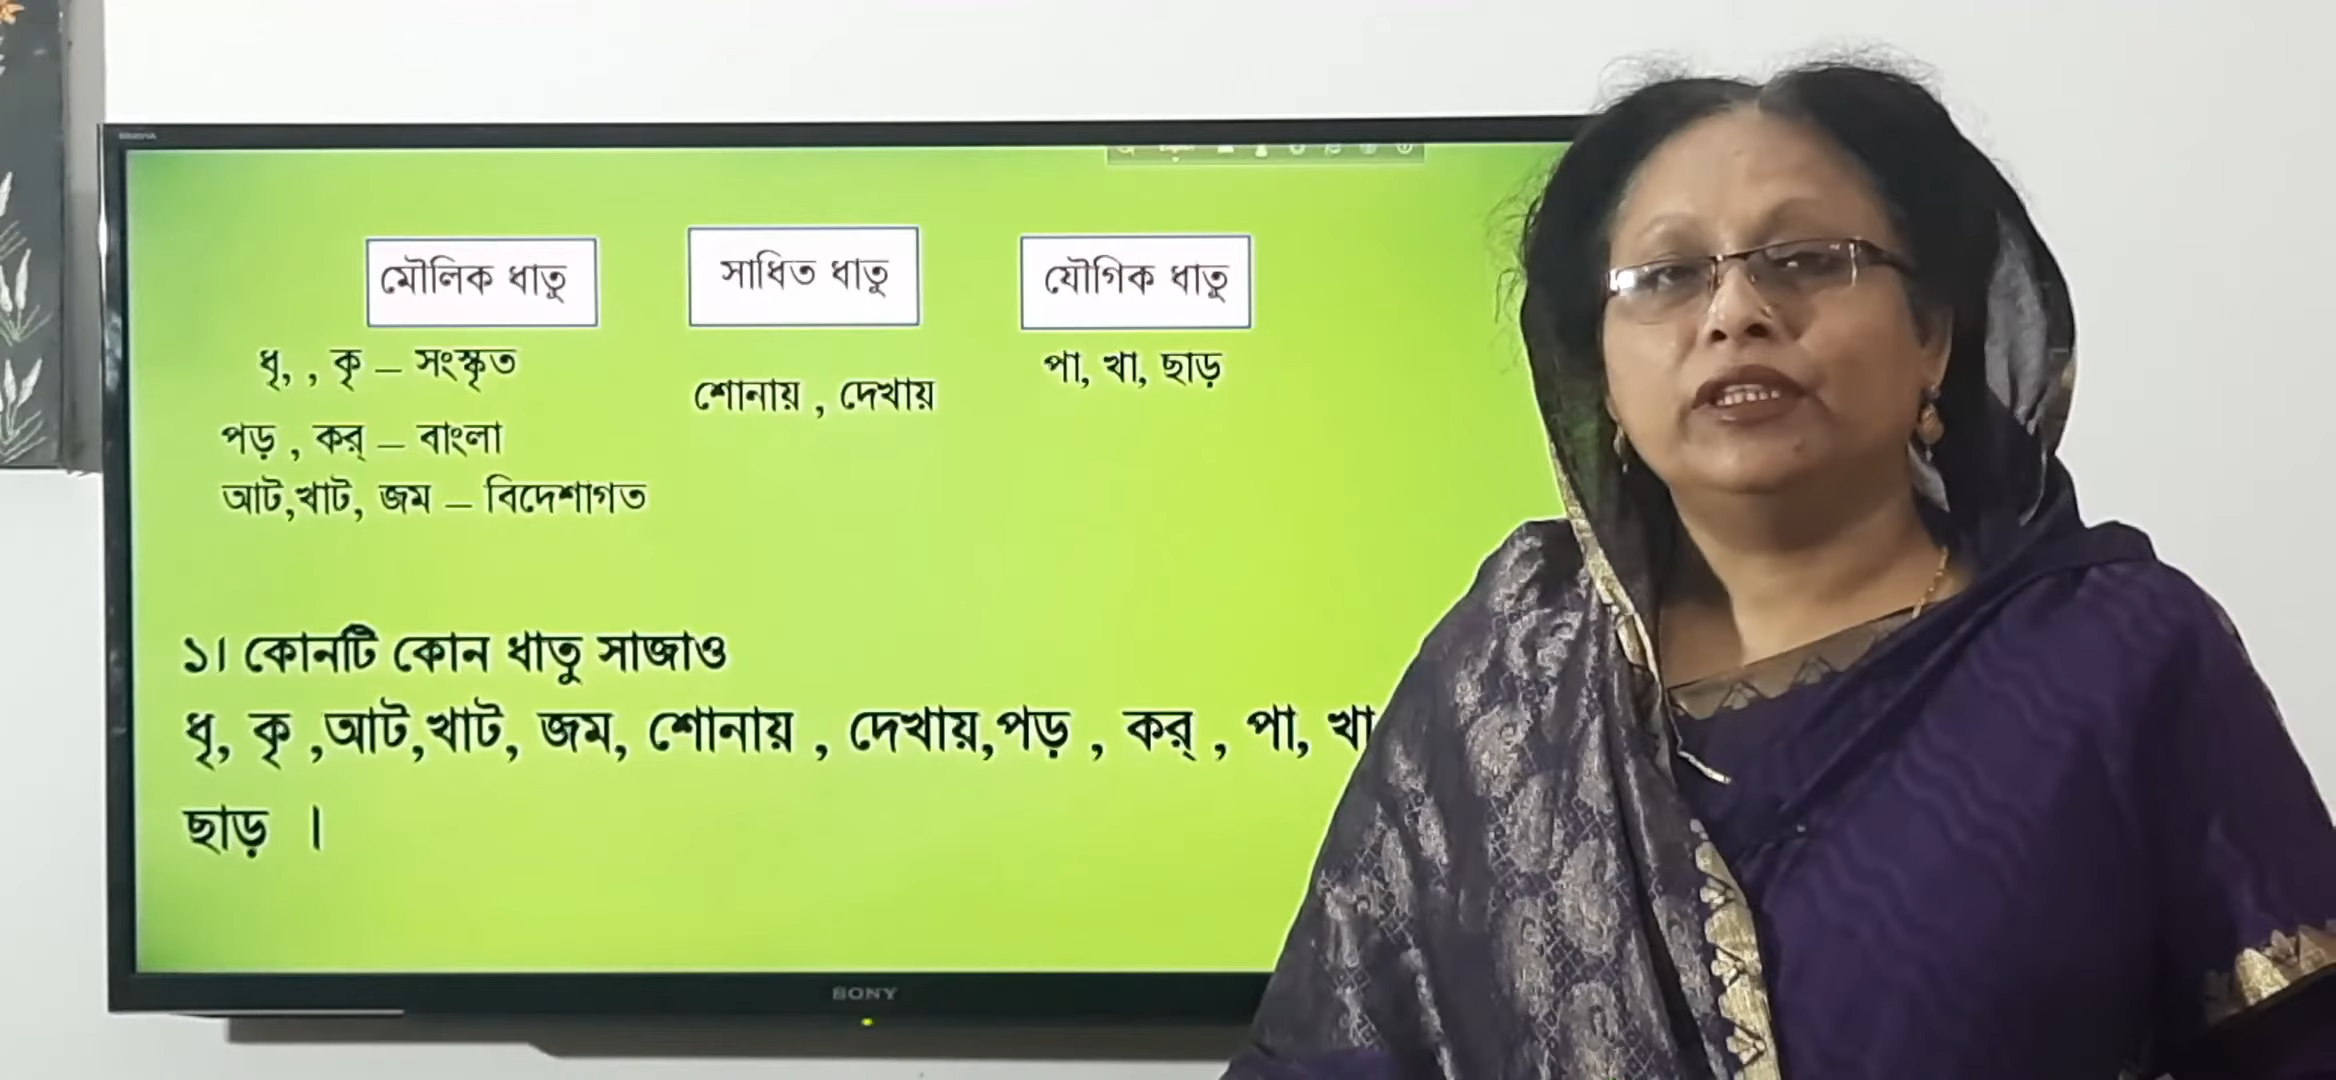 মৌলিক ধাতু
সাধিত ধাতু
যৌগিক ধাতু
ধৃ, , কৃ – সংস্কৃত
পড় , কর্ – বাংলা
আট,খাট, জম – বিদেশাগত
শোনায় , দেখায়
পা, খা, ছাড়
১। কোনটি কোন ধাতু সাজাও
ধৃ, কৃ ,আট,খাট, জম, শোনায় , দেখায়,পড় , কর্ , পা, খা
ছাড় ।
SONY